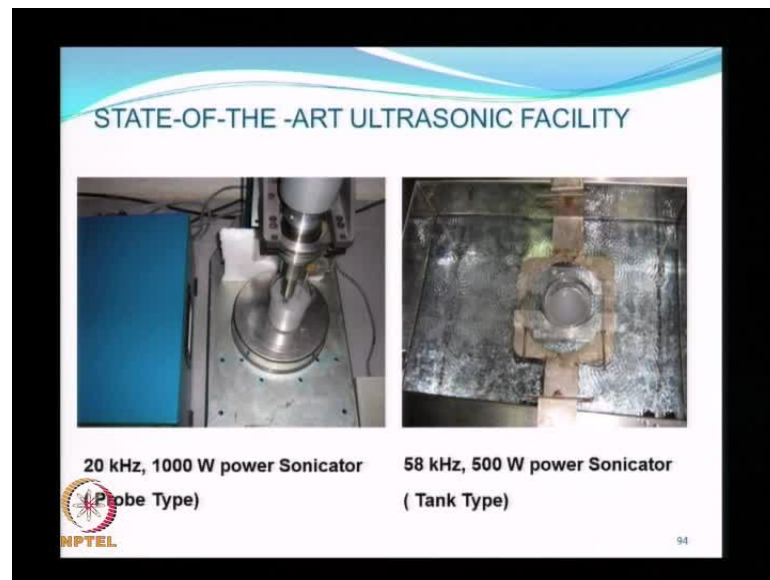 STATE-OF-THE -ART ULTRASONIC FACILITY
20 kHz, 1000 W power Sonicator
( Probe Type)
58 kHz, 500 W power Sonicator
( Tank Type)
NPTEL
94